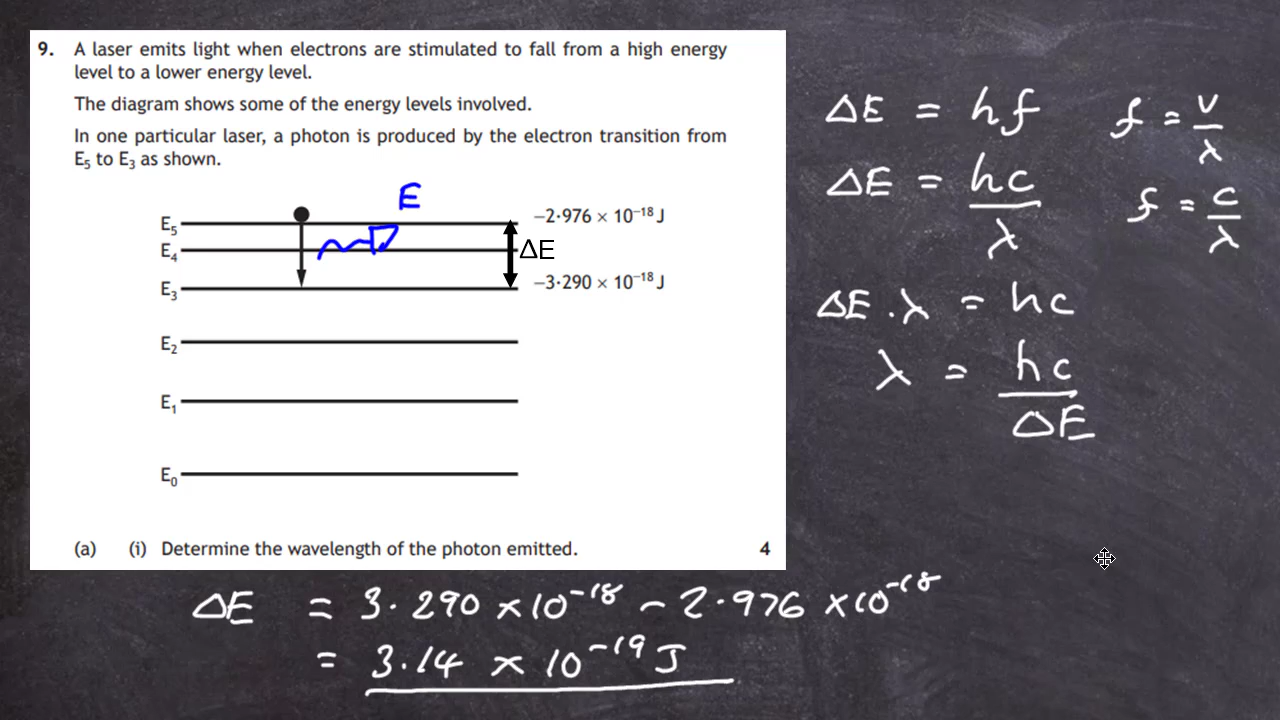 9. A laser emits light when electrons are stimulated to fall from a high energy
level to a lower energy level.
The diagram shows some of the energy levels involved.
In one particular laser, a photon is produced by the electron transition from
E₅ to E₃ as shown.
E
E₅ −2·976 × 10⁻¹⁸ J
E₄ ΔE
E₃ −3·290 × 10⁻¹⁸ J
E₂
E₁
E₀
(a) (i) Determine the wavelength of the photon emitted. 4
ΔE = 3.290 × 10⁻¹⁸ − 2.976 × 10⁻¹⁸
= 3.14 × 10⁻¹⁹ J
ΔE = hf
ΔE = hc/λ
ΔE . λ = hc
λ = hc/ΔE
f = v/λ
f = c/λ